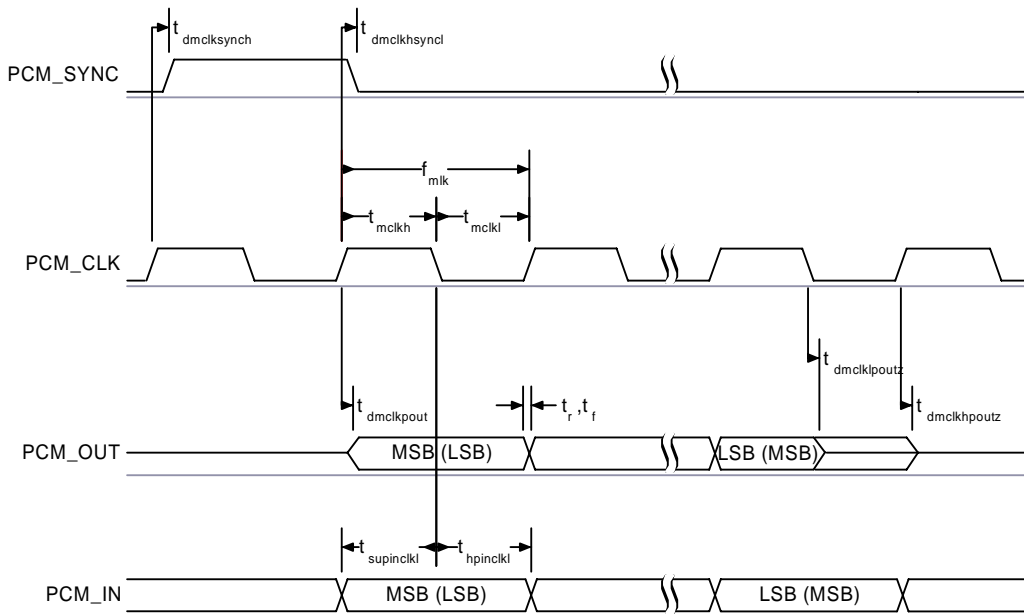 t dmclksynch
t dmclkhsyncl
PCM_SYNC
f mlk
t mclkh
t mclkl
PCM_CLK
t dmclklpoutz
t dmclkpout
t r ,t f
t dmclkhpoutz
PCM_OUT
MSB (LSB)
LSB (MSB)
t supinclkl
t hpinclkl
PCM_IN
MSB (LSB)
LSB (MSB)